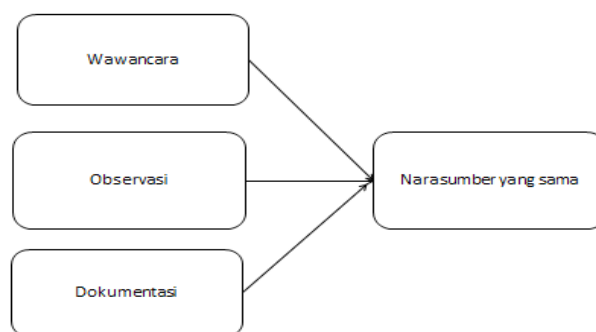 Wawancara
Observasi
Narasumber yang sama
Dokumentasi